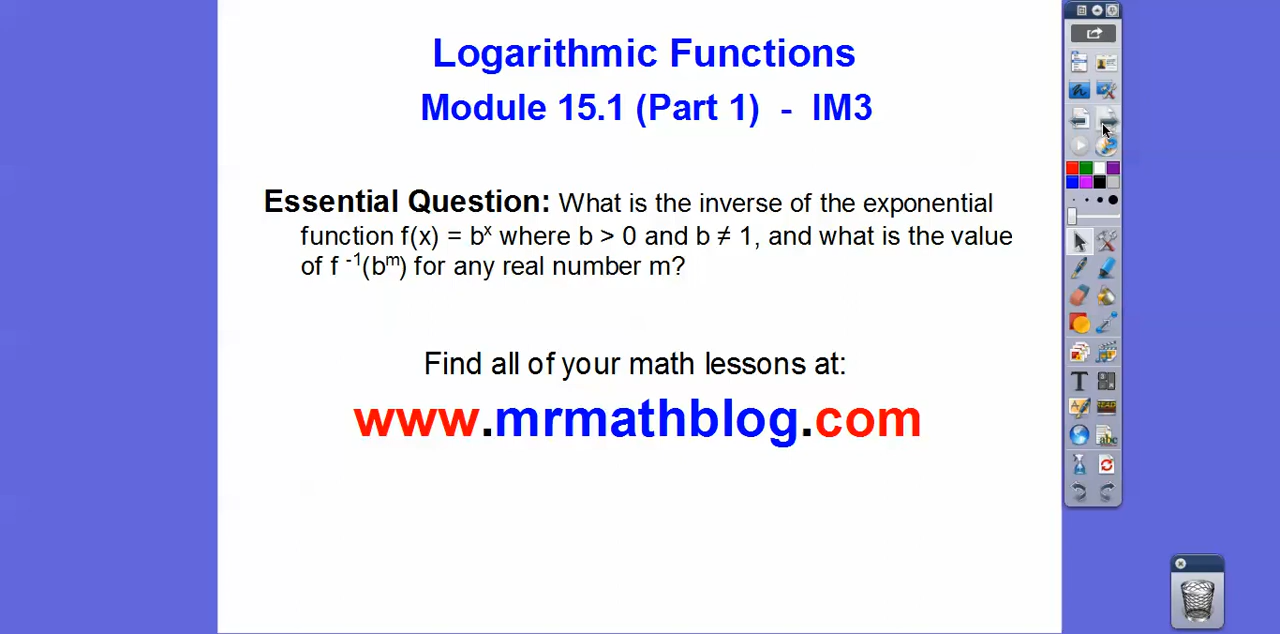 Logarithmic Functions
Module 15.1 (Part 1) - IM3
Essential Question: What is the inverse of the exponential
function f(x) = bˣ where b > 0 and b ≠ 1, and what is the value
of f ⁻¹(bᵐ) for any real number m?
Find all of your math lessons at:
www.mrmathblog.com